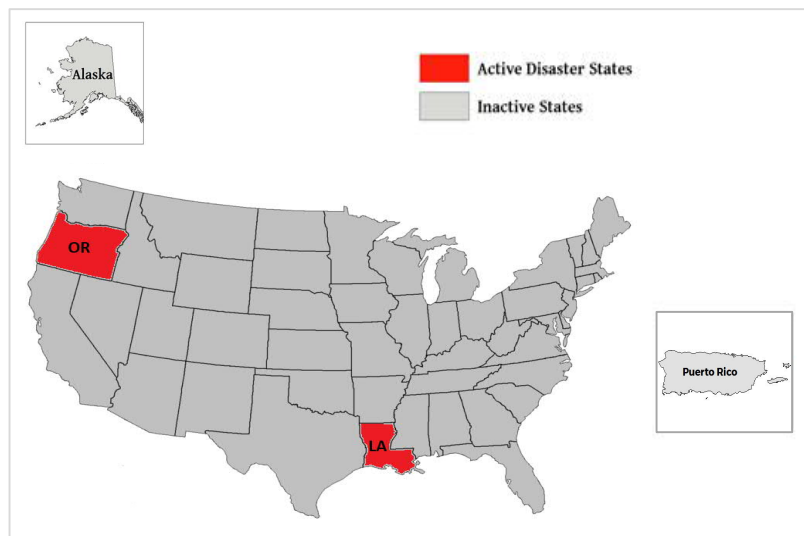 Alaska
Active Disaster States
Inactive States
OR
Puerto Rico
LA